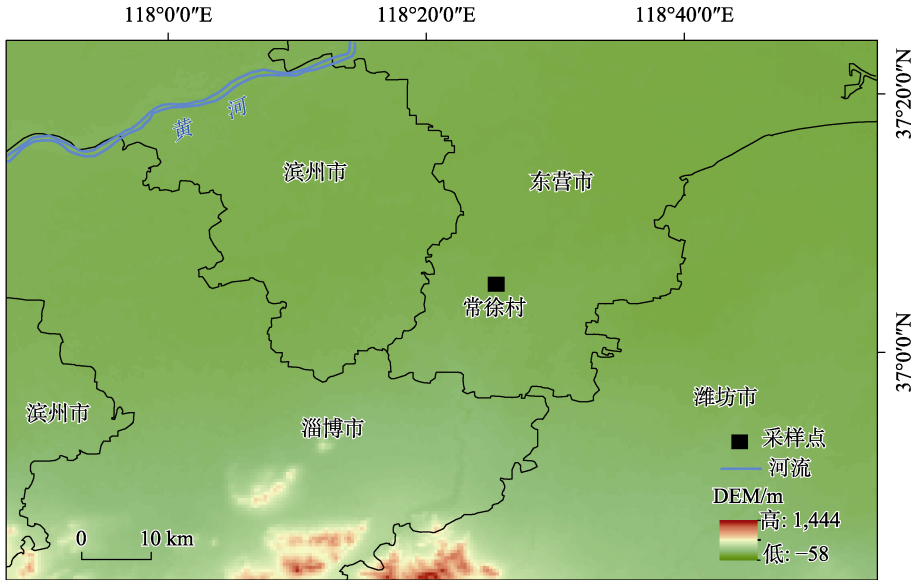 118°0′0″E
118°20′0″E
118°40′0″E
37°20′0″N
黄河
滨州市
东营市
常徐村
37°0′0″N
滨州市
淄博市
潍坊市
采样点
河流
DEM/m
高: 1,444
低: −58
0 10 km